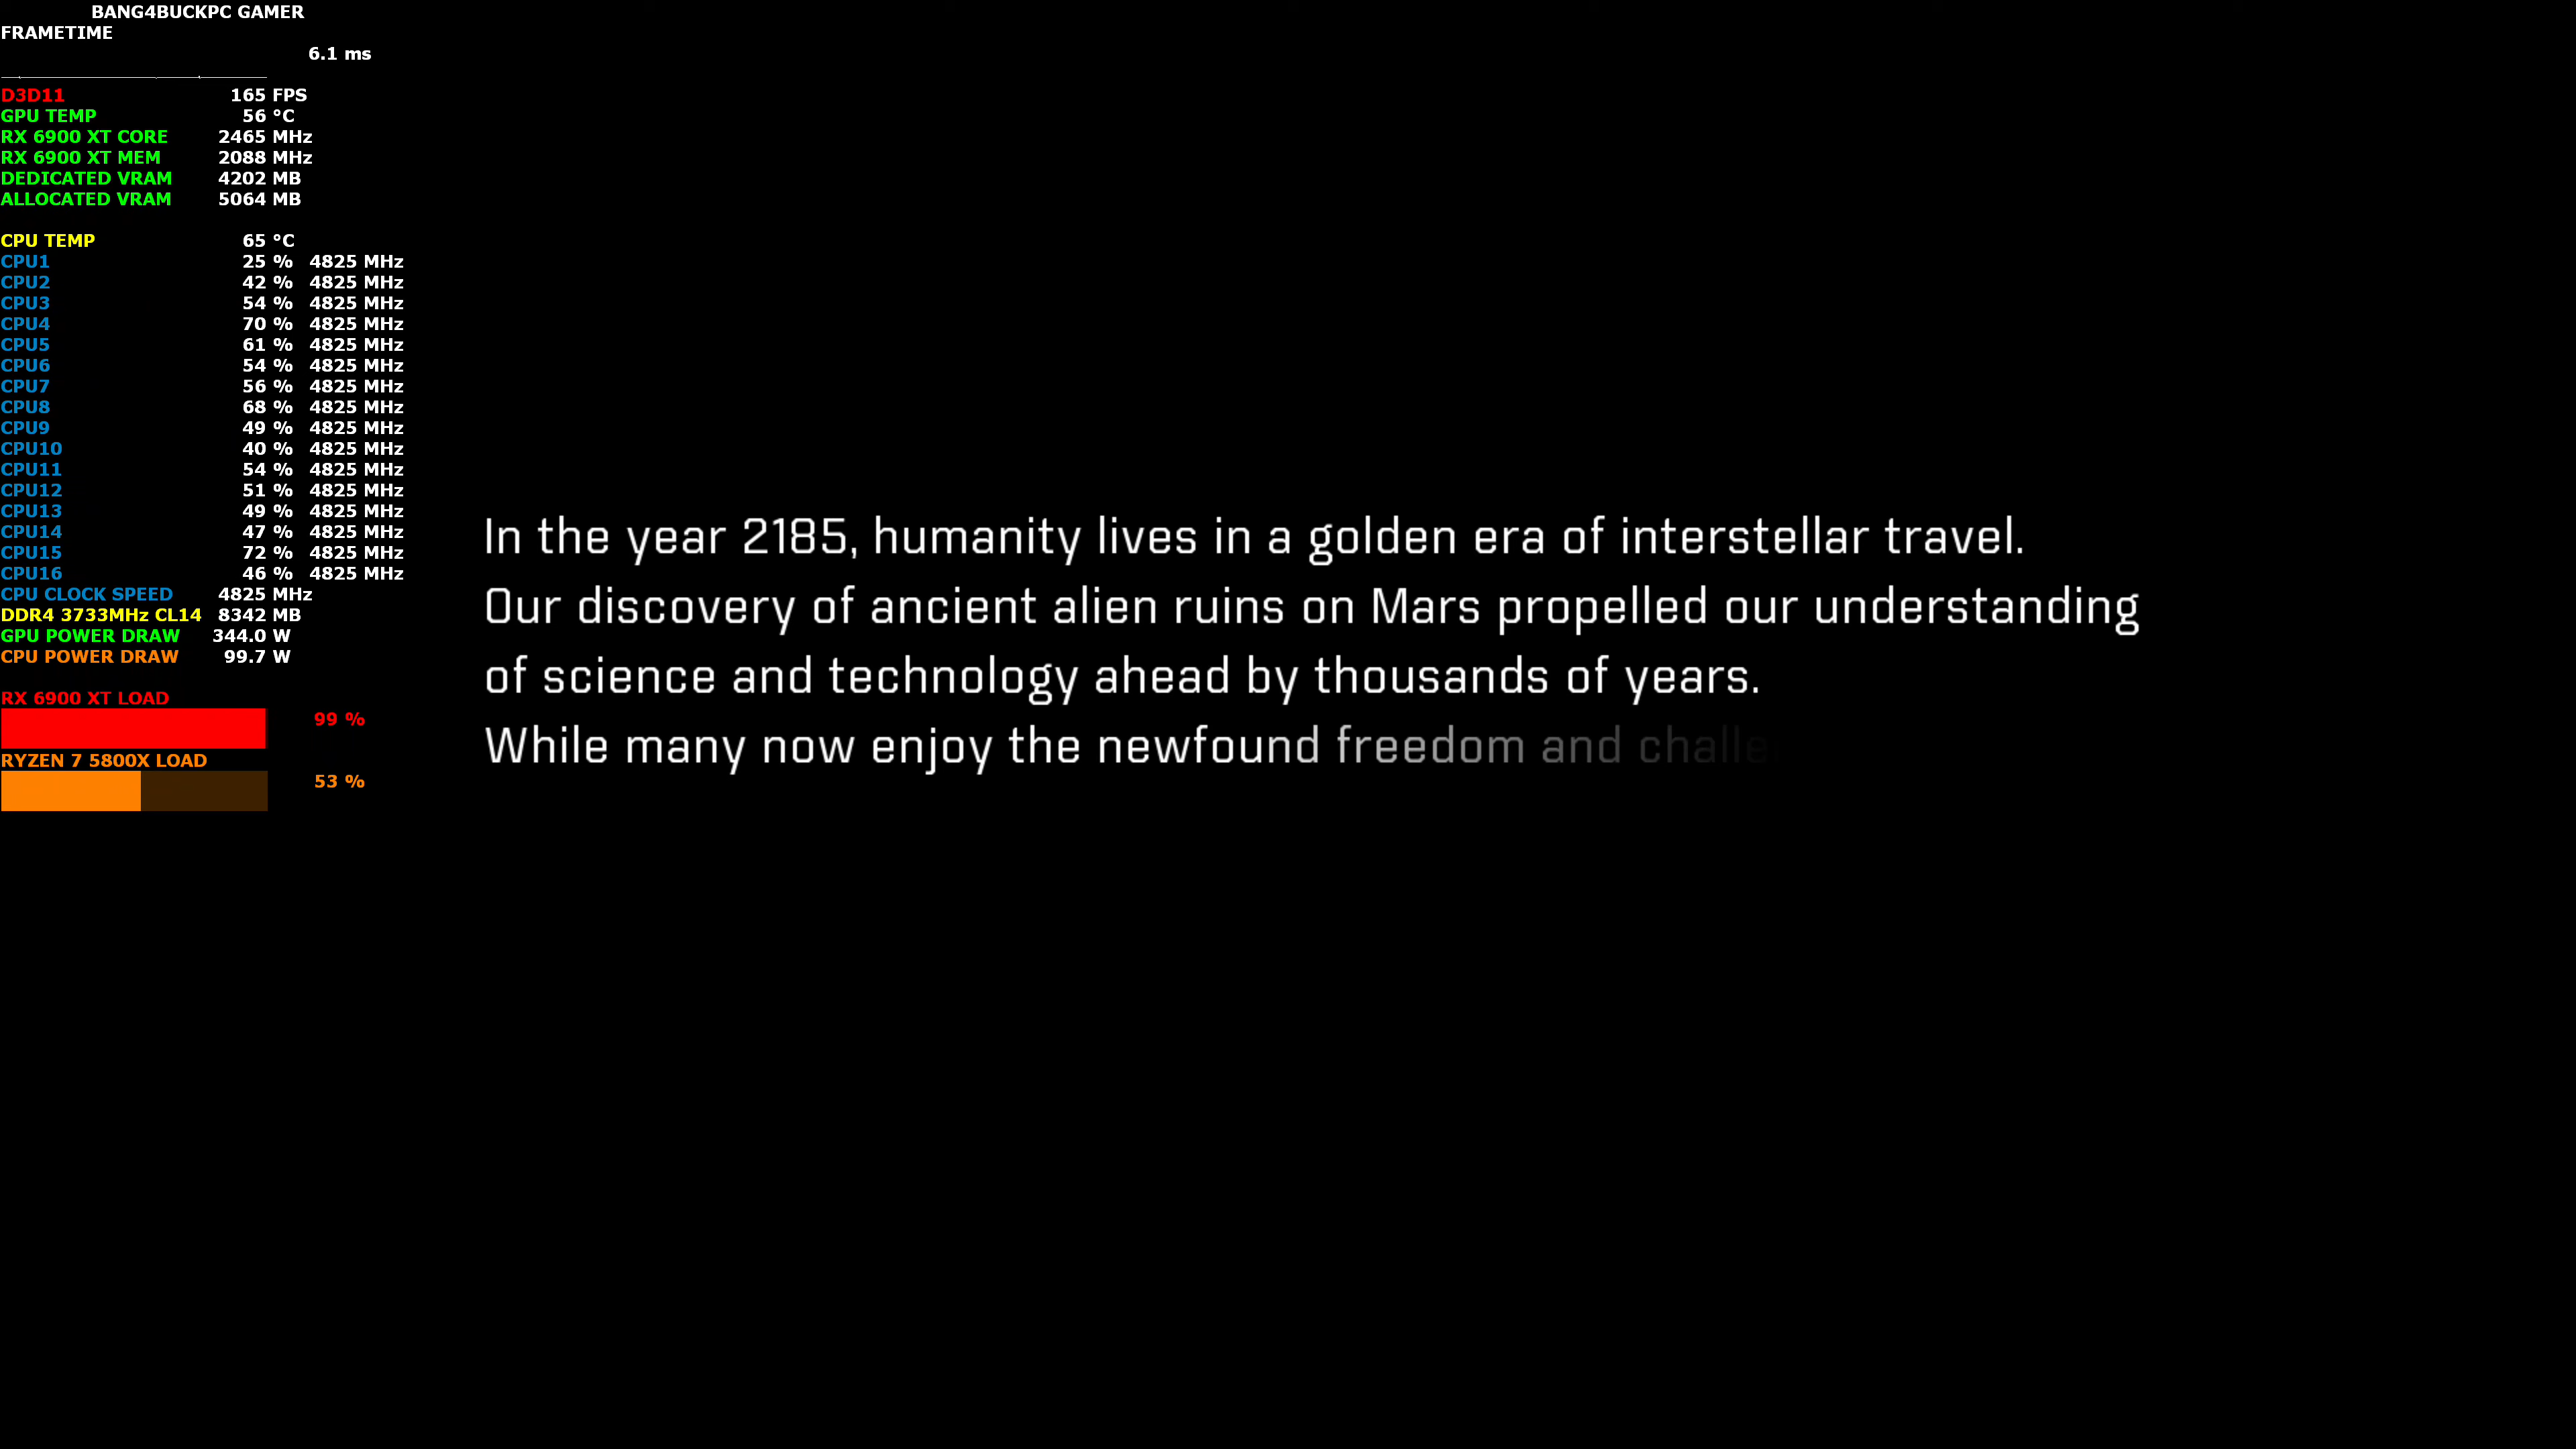 BANG4BUCKPC GAMER
FRAMETIME
6.1 ms
D3D11 165 FPS
GPU TEMP 56 °C
RX 6900 XT CORE 2465 MHz
RX 6900 XT MEM 2088 MHz
DEDICATED VRAM 4202 MB
ALLOCATED VRAM 5064 MB
CPU TEMP 65 °C
CPU1 25 % 4825 MHz
CPU2 42 % 4825 MHz
CPU3 54 % 4825 MHz
CPU4 70 % 4825 MHz
CPU5 61 % 4825 MHz
CPU6 54 % 4825 MHz
CPU7 56 % 4825 MHz
CPU8 68 % 4825 MHz
CPU9 49 % 4825 MHz
CPU10 40 % 4825 MHz
CPU11 54 % 4825 MHz
CPU12 51 % 4825 MHz
CPU13 49 % 4825 MHz
CPU14 47 % 4825 MHz
CPU15 72 % 4825 MHz
CPU16 46 % 4825 MHz
CPU CLOCK SPEED 4825 MHz
DDR4 3733MHz CL14 8342 MB
GPU POWER DRAW 344.0 W
CPU POWER DRAW 99.7 W
RX 6900 XT LOAD
99 %
RYZEN 7 5800X LOAD
53 %
In the year 2185, humanity lives in a golden era of interstellar travel.
Our discovery of ancient alien ruins on Mars propelled our understanding
of science and technology ahead by thousands of years.
While many now enjoy the newfound freedom and challe